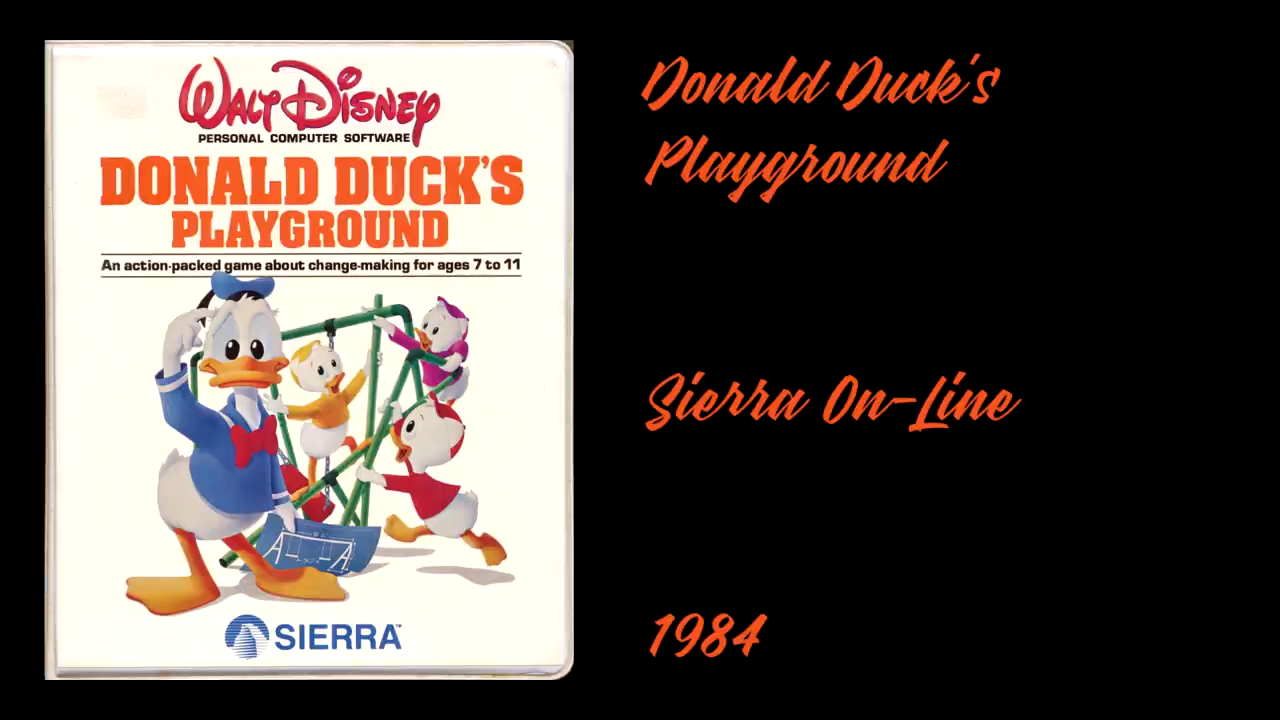 WALT DISNEY
PERSONAL COMPUTER SOFTWARE
DONALD DUCK'S
PLAYGROUND
An action-packed game about change-making for ages 7 to 11
A A
SIERRA™
Donald Duck's
Playground
Sierra On-Line
1984